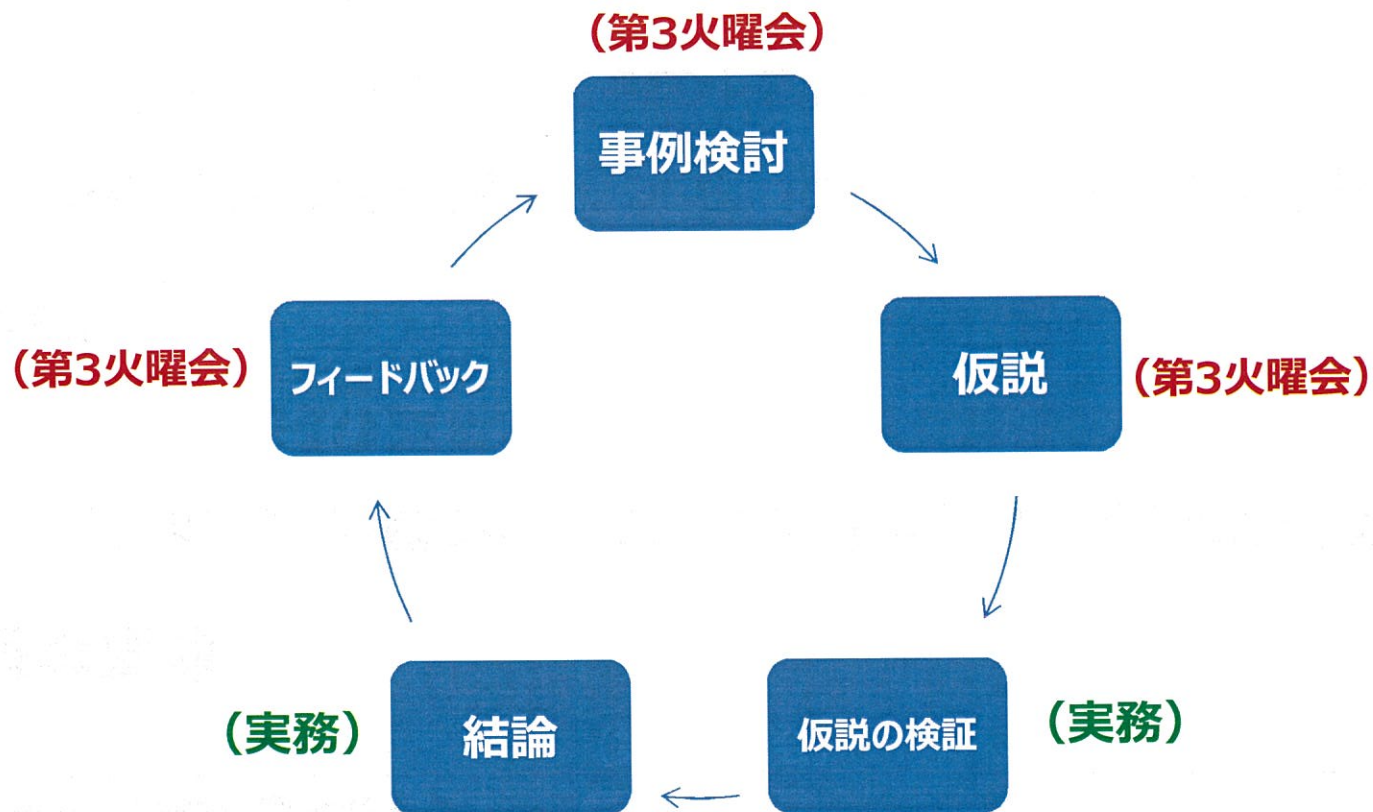 （第3火曜会）
事例検討
仮説
（第3火曜会）
仮説の検証
（実務）
結論
（実務）
フィードバック
（第3火曜会）